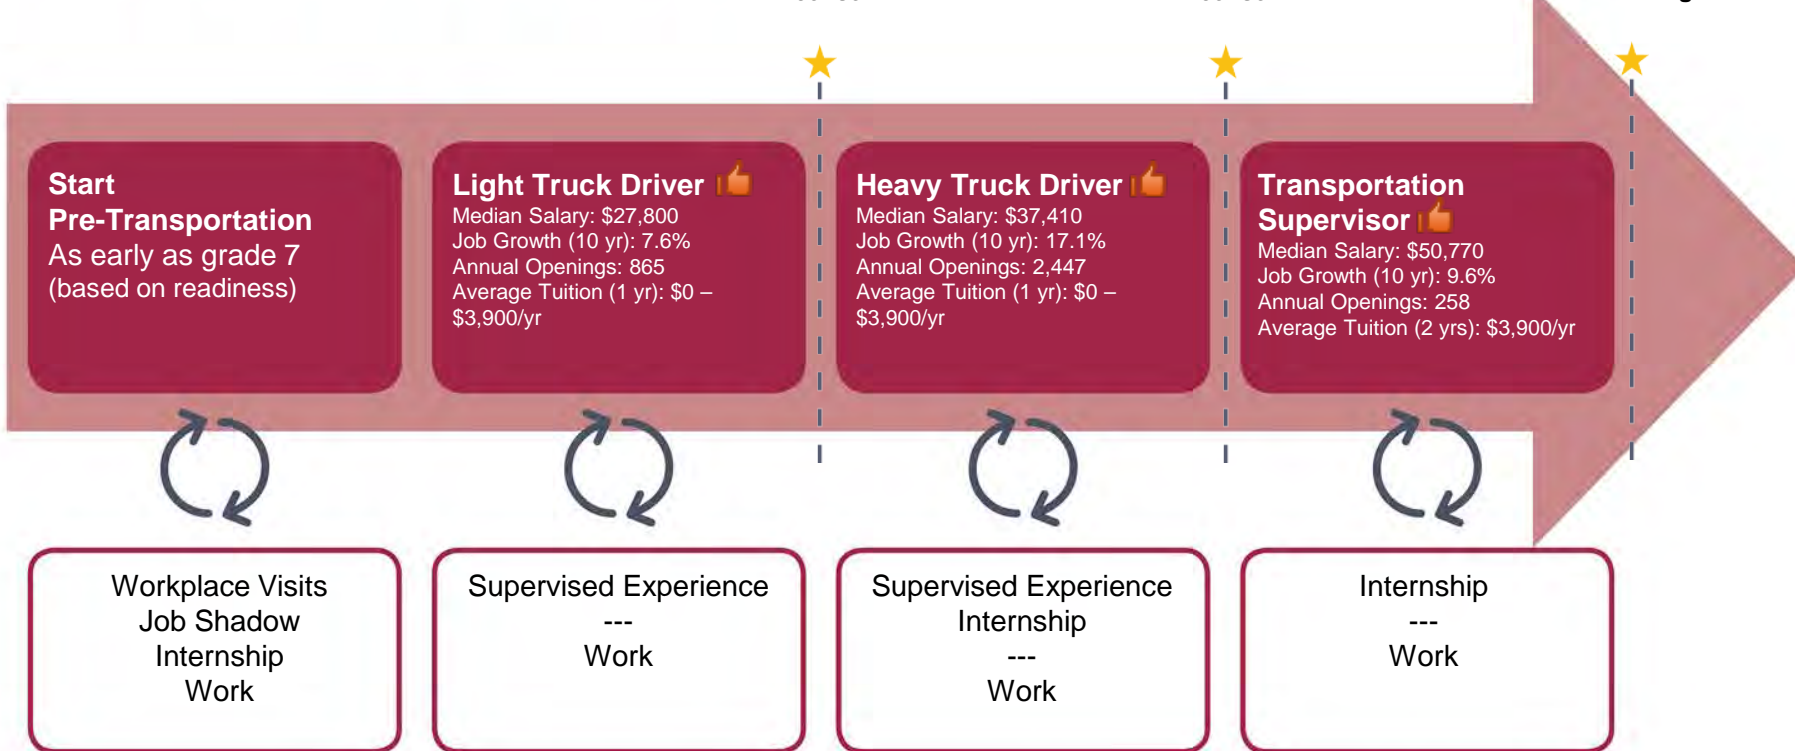 Start
Pre-Transportation
As early as grade 7
(based on readiness)
Light Truck Driver
Median Salary: $27,800
Job Growth (10 yr): 7.6%
Annual Openings: 865
Average Tuition (1 yr): $0 –
$3,900/yr
Heavy Truck Driver
Median Salary: $37,410
Job Growth (10 yr): 17.1%
Annual Openings: 2,447
Average Tuition (1 yr): $0 –
$3,900/yr
Transportation
Supervisor
Median Salary: $50,770
Job Growth (10 yr): 9.6%
Annual Openings: 258
Average Tuition (2 yrs): $3,900/yr
Workplace Visits
Job Shadow
Internship
Work
Supervised Experience
---
Work
Supervised Experience
Internship
---
Work
Internship
---
Work